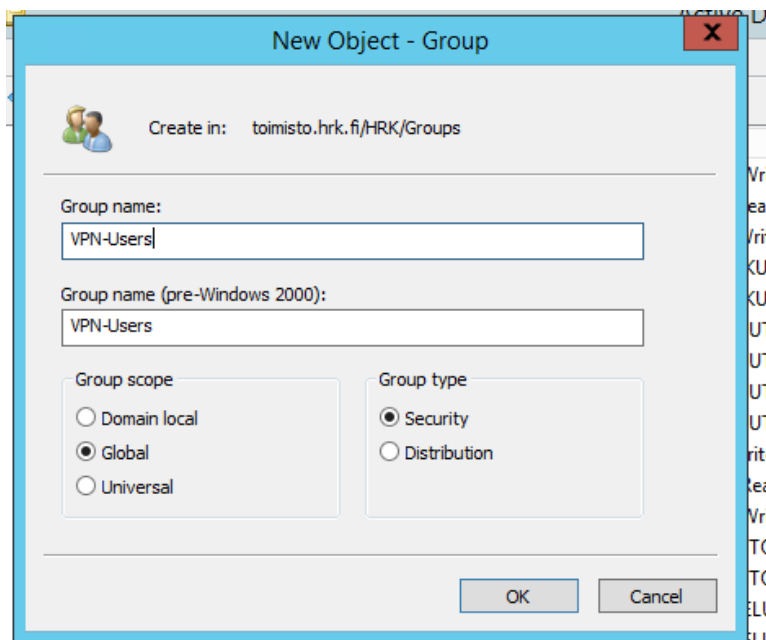 New Object - Group
X
Create in: toimisto.hrk.fi/HRK/Groups
Group name:
VPN-Users
Group name (pre-Windows 2000):
VPN-Users
Group scope
Domain local
Global
Universal
Group type
Security
Distribution
OK
Cancel